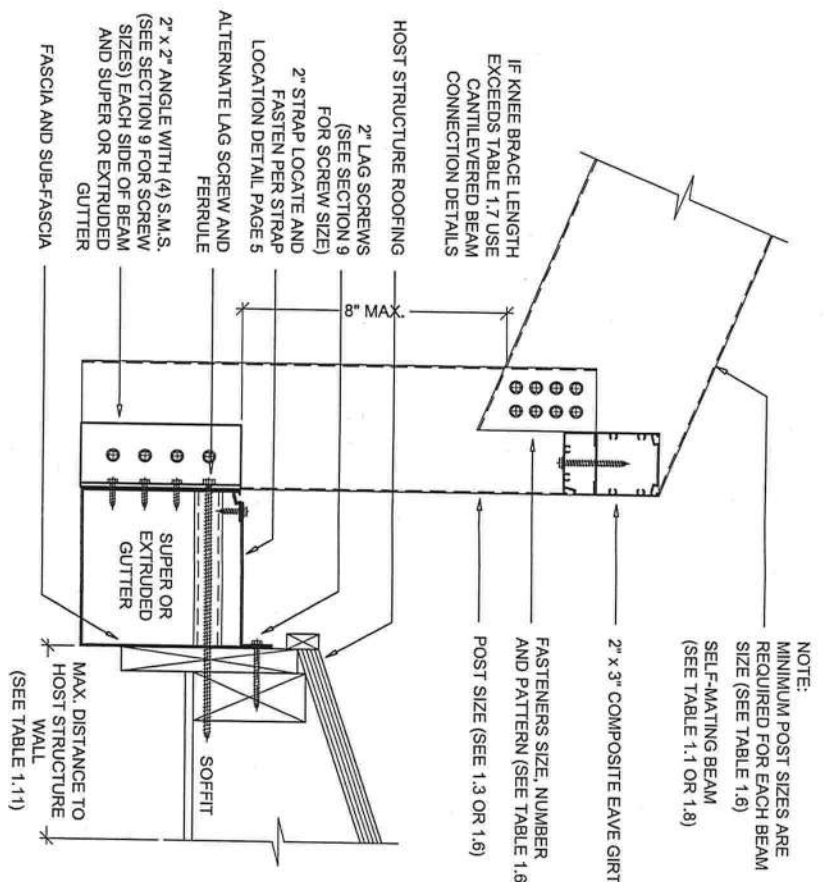 NOTE:
MINIMUM POST SIZES ARE
REQUIRED FOR EACH BEAM
SIZE (SEE TABLE 1.6)
SELF-MATING BEAM
(SEE TABLE 1.1 OR 1.8)
2" x 3" COMPOSITE EAVE GIRT
FASTENERS SIZE, NUMBER
AND PATTERN (SEE TABLE 1.6
POST SIZE (SEE 1.3 OR 1.6)
IF KNEE BRACE LENGTH
EXCEEDS TABLE 1.7 USE
CANTILEVERED BEAM
CONNECTION DETAILS
8" MAX.
HOST STRUCTURE ROOFING
2" LAG SCREWS
(SEE SECTION 9
FOR SCREW SIZE)
2" STRAP LOCATE AND
FASTEN PER STRAP
LOCATION DETAIL PAGE 5
ALTERNATE LAG SCREW AND
FERRULE
2" x 2" ANGLE WITH (4) S.M.S.
(SEE SECTION 9 FOR SCREW
SIZES) EACH SIDE OF BEAM
AND SUPER OR EXTRUDED
GUTTER
FASCIA AND SUB-FASCIA
SUPER OR
EXTRUDED
GUTTER
SOFFIT
MAX. DISTANCE TO
HOST STRUCTURE
WALL
(SEE TABLE 1.11)